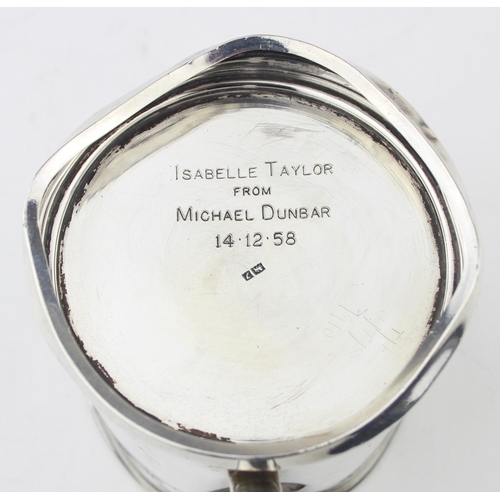 ISABELLE TAYLOR
FROM
MICHAEL DUNBAR
14·12·58